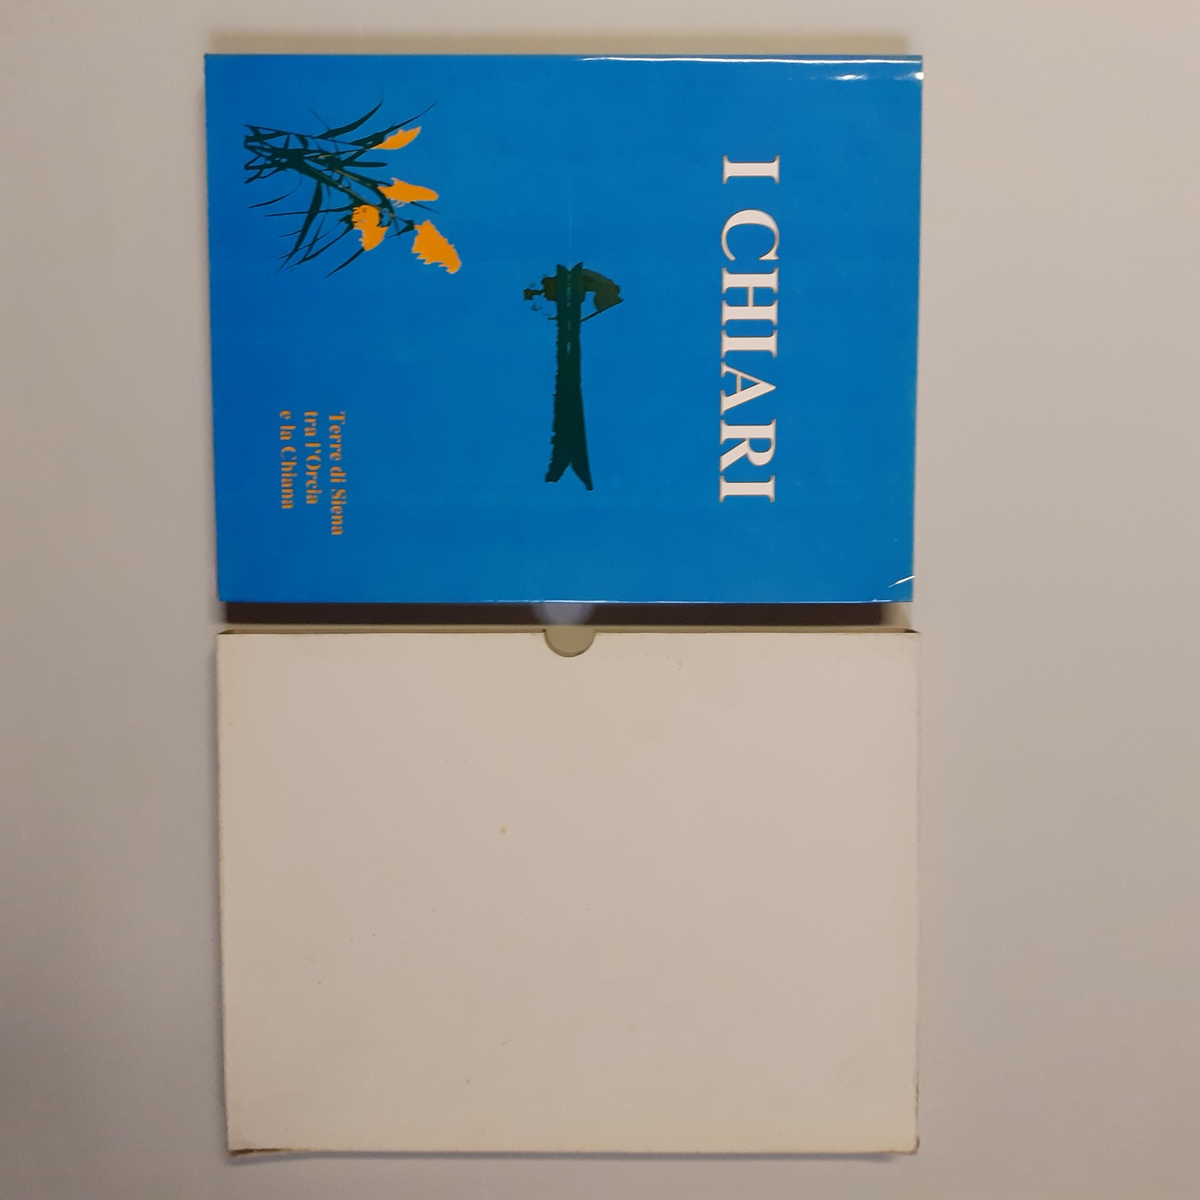 I CHIARI
Terre di Siena
tra l'Orcia
e la Chiana